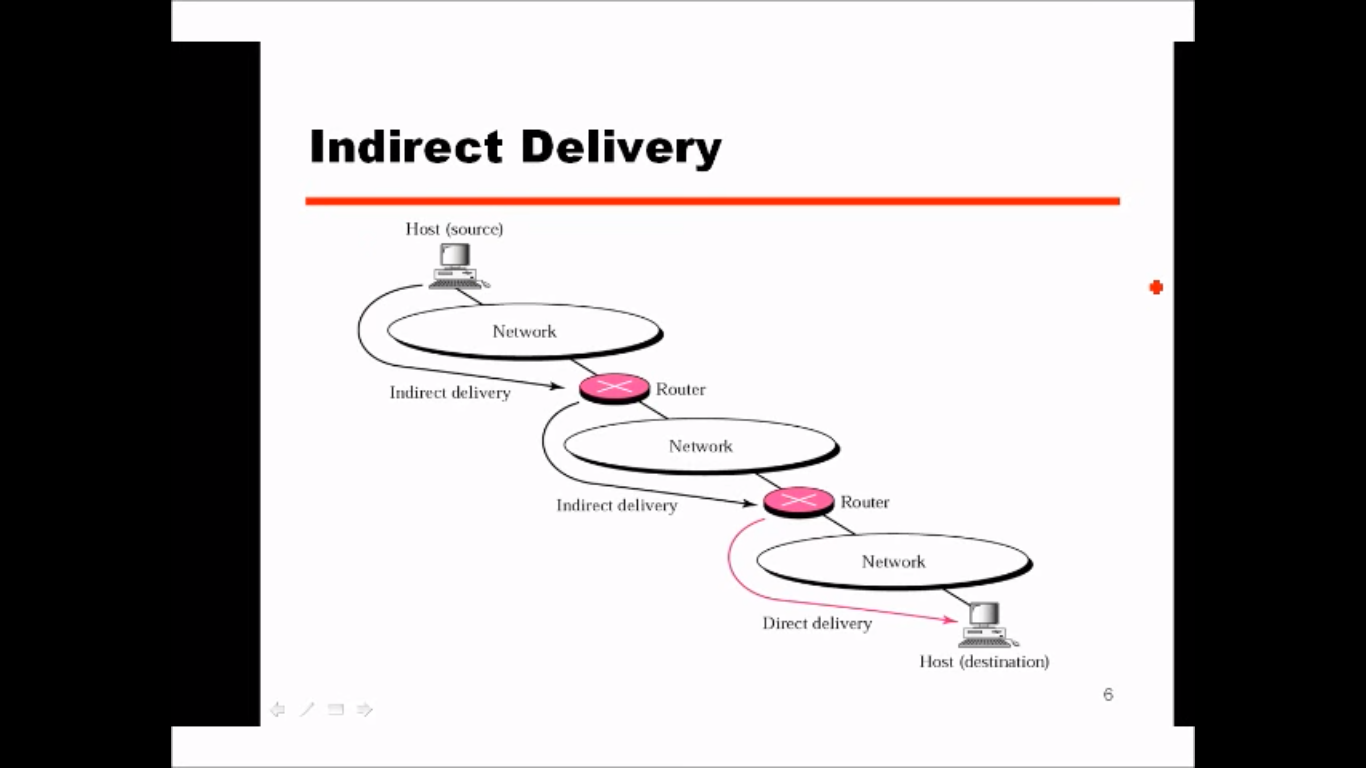 Indirect Delivery
Host (source)
Network
Indirect delivery
Router
Network
Indirect delivery
Router
Network
Direct delivery
Host (destination)
6